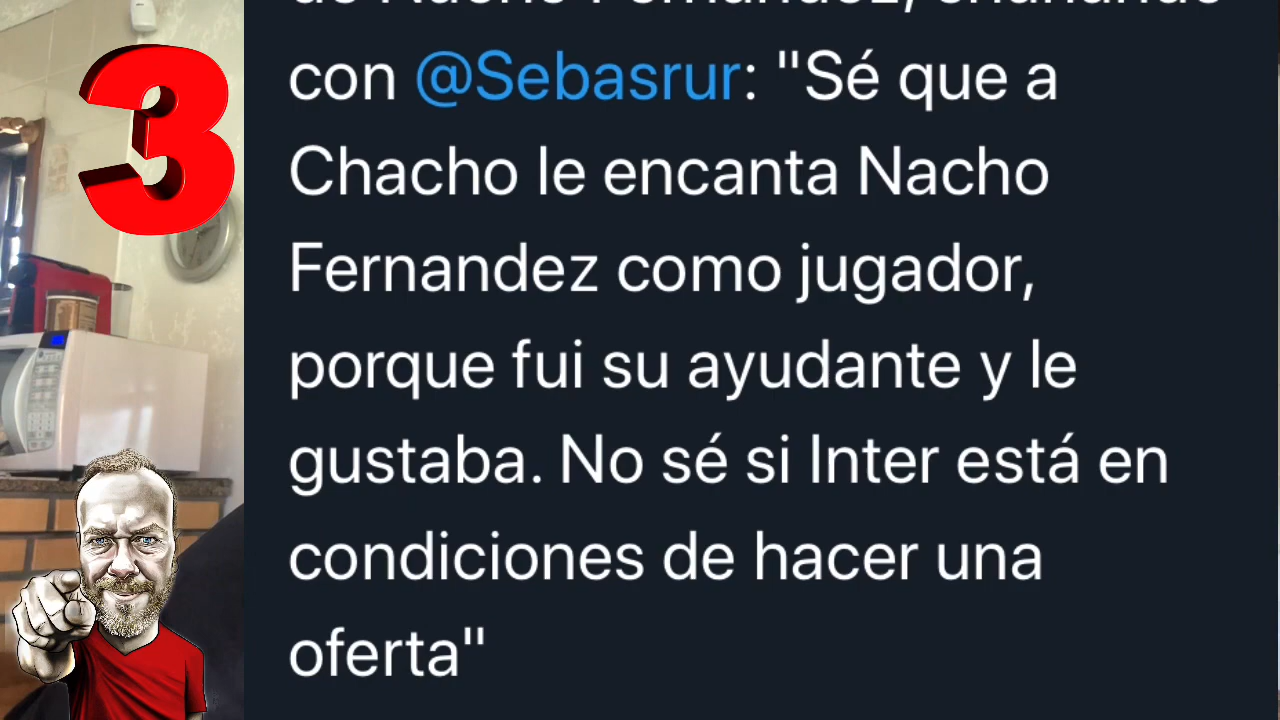 3
con @Sebasrur: "Sé que a
Chacho le encanta Nacho
Fernandez como jugador,
porque fui su ayudante y le
gustaba. No sé si Inter está en
condiciones de hacer una
oferta"